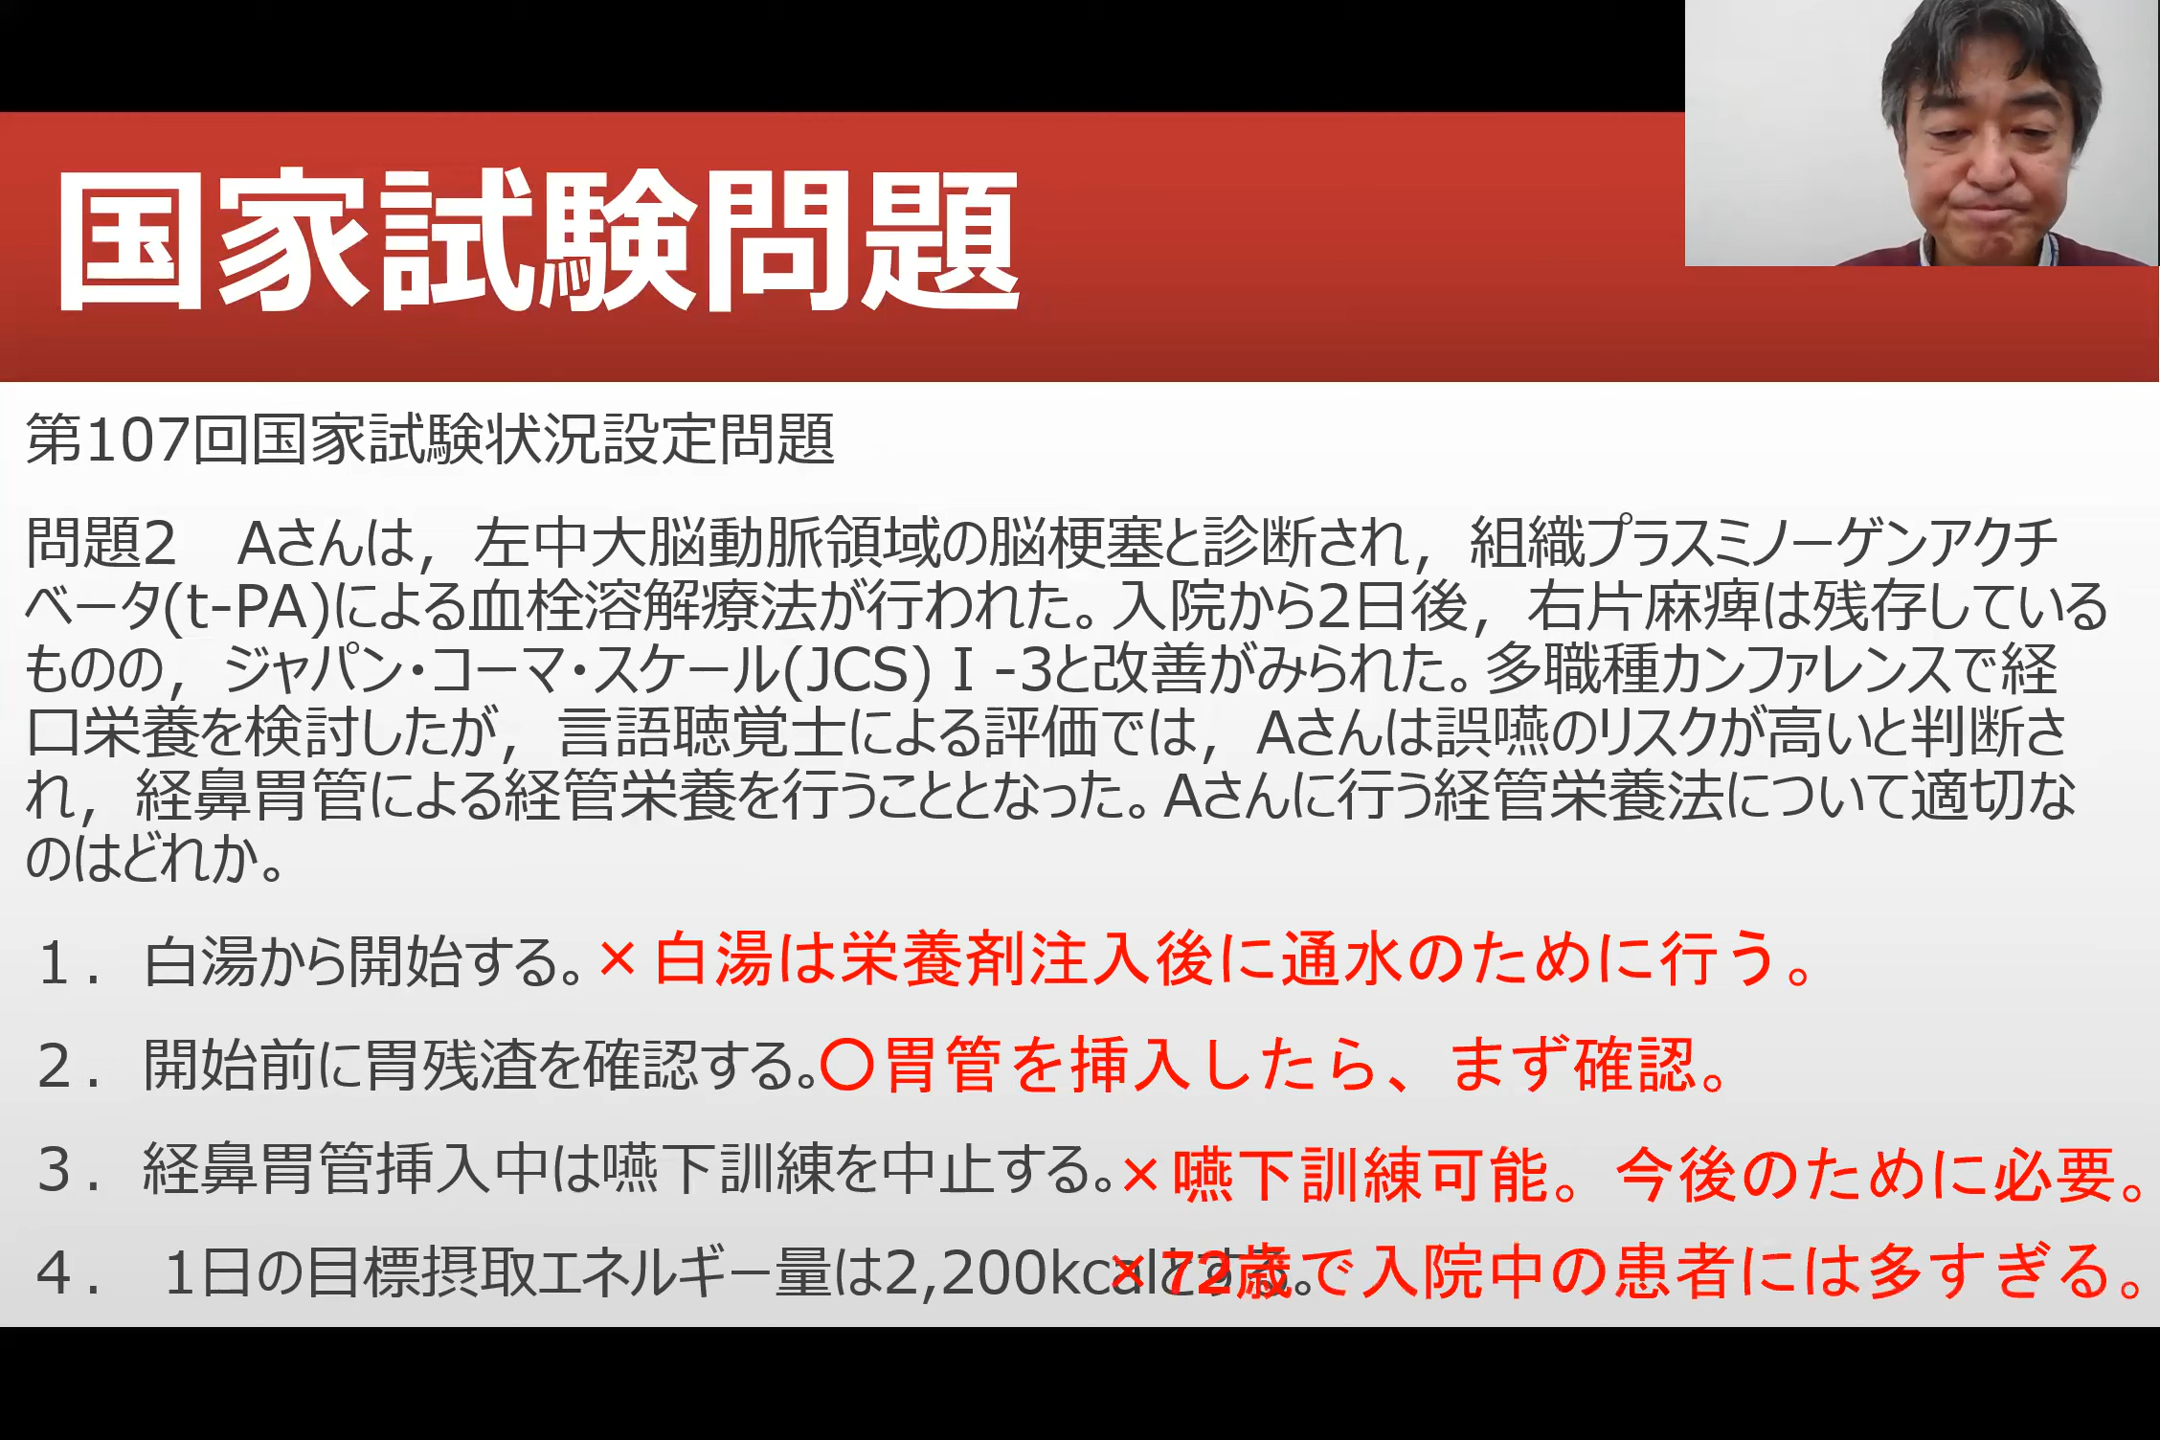 国家試験問題
第107回国家試験状況設定問題
問題2　Aさんは，左中大脳動脈領域の脳梗塞と診断され，組織プラスミノーゲンアクチ
ベータ(t-PA)による血栓溶解療法が行われた。入院から2日後，右片麻痺は残存している
ものの，ジャパン・コーマ・スケール(JCS)Ⅰ-3と改善がみられた。多職種カンファレンスで経
口栄養を検討したが，言語聴覚士による評価では，Aさんは誤嚥のリスクが高いと判断さ
れ，経鼻胃管による経管栄養を行うこととなった。Aさんに行う経管栄養法について適切な
のはどれか。
１．白湯から開始する。×白湯は栄養剤注入後に通水のために行う。
２．開始前に胃残渣を確認する。〇胃管を挿入したら、まず確認。
３．経鼻胃管挿入中は嚥下訓練を中止する。×嚥下訓練可能。今後のために必要。
４．　1日の目標摂取エネルギー量は2,200kcalとする。×72歳で入院中の患者には多すぎる。